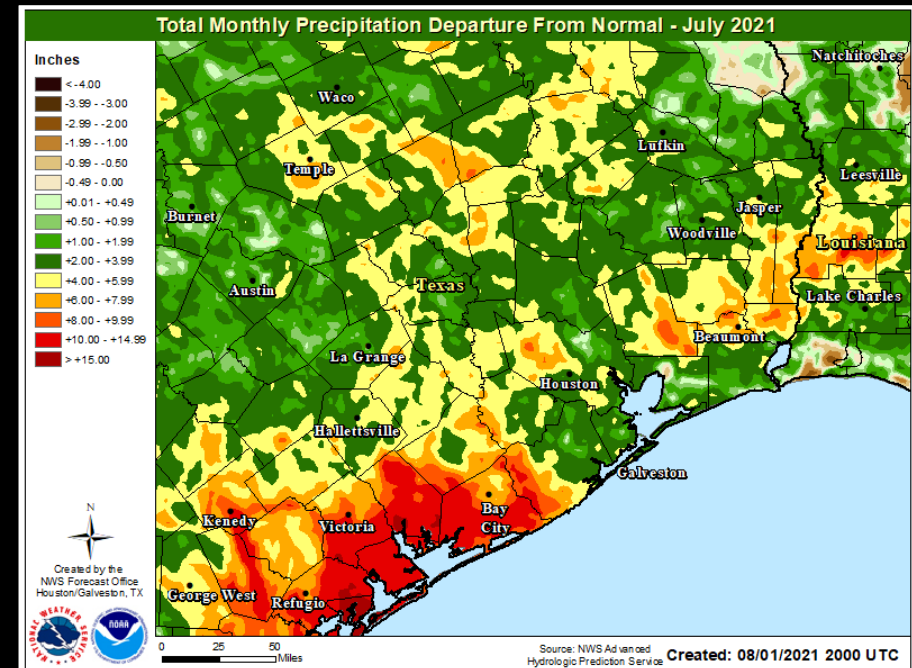 Total Monthly Precipitation Departure From Normal - July 2021
Inches
< -4.00
-3.99 - -3.00
-2.99 - -2.00
-1.99 - -1.00
-0.99 - -0.50
-0.49 - 0.00
+0.01 - +0.49
+0.50 - +0.99
+1.00 - +1.99
+2.00 - +3.99
+4.00 - +5.99
+6.00 - +7.99
+8.00 - +9.99
+10.00 - +14.99
> +15.00
Natchitoches
Waco
Lufkin
Temple
Leesville
Burnet
Jasper
Woodville
Louisiana
Austin
Texas
Lake Charles
Beaumont
La Grange
Houston
Hallettsville
Galveston
Bay
City
Kenedy
Victoria
George West
Refugio
N
Created by the
NWS Forecast Office
Houston/Galveston, TX
NATIONAL WEATHER
SERVICE
NOAA
0 25 50
Miles
Source: NWS Advanced
Hydrologic Prediction Service
Created: 08/01/2021 2000 UTC